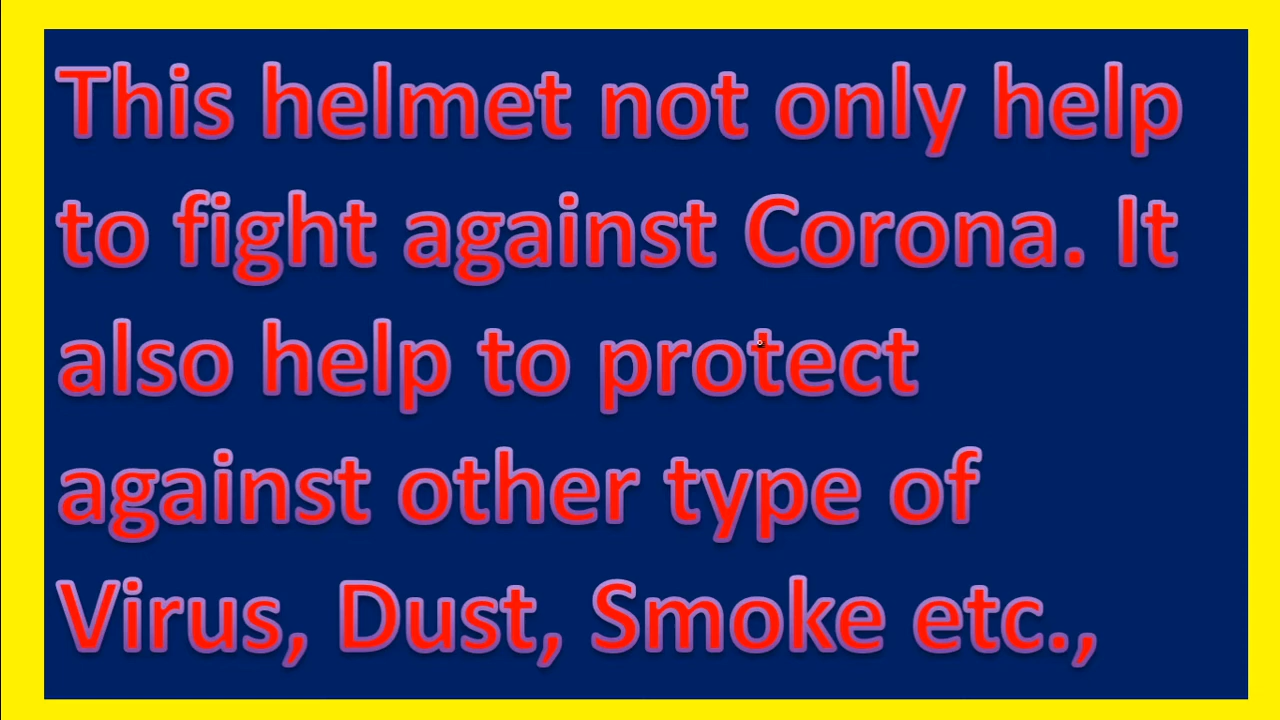 This helmet not only help
to fight against Corona. It
also help to protect
against other type of
Virus, Dust, Smoke etc.,